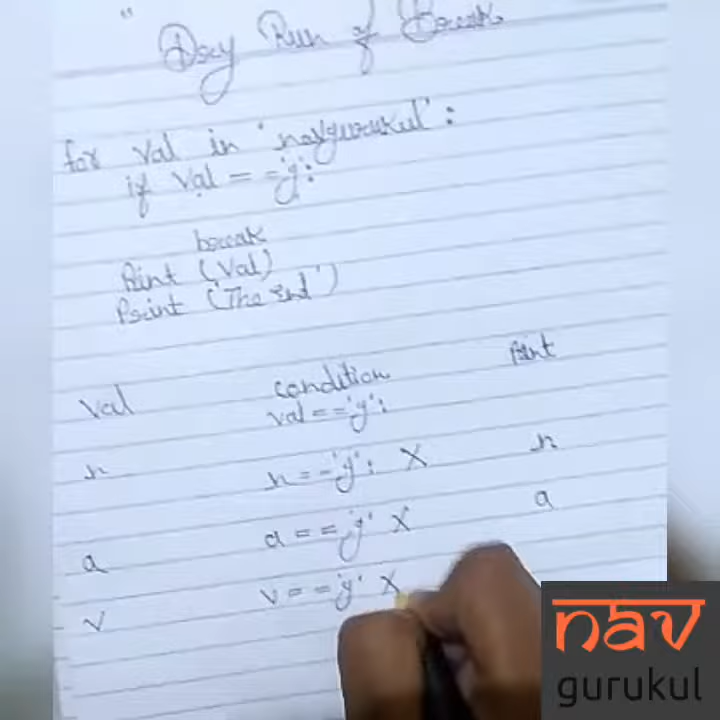 " Dry Run of Break
for val in 'navgurukul':
if val == 'g':
break
Print (val)
Print ('The End')
val condition Print
val == 'g':
n n == 'g': X n
a a == 'g' X a
v v == 'g' X
nav
gurukul